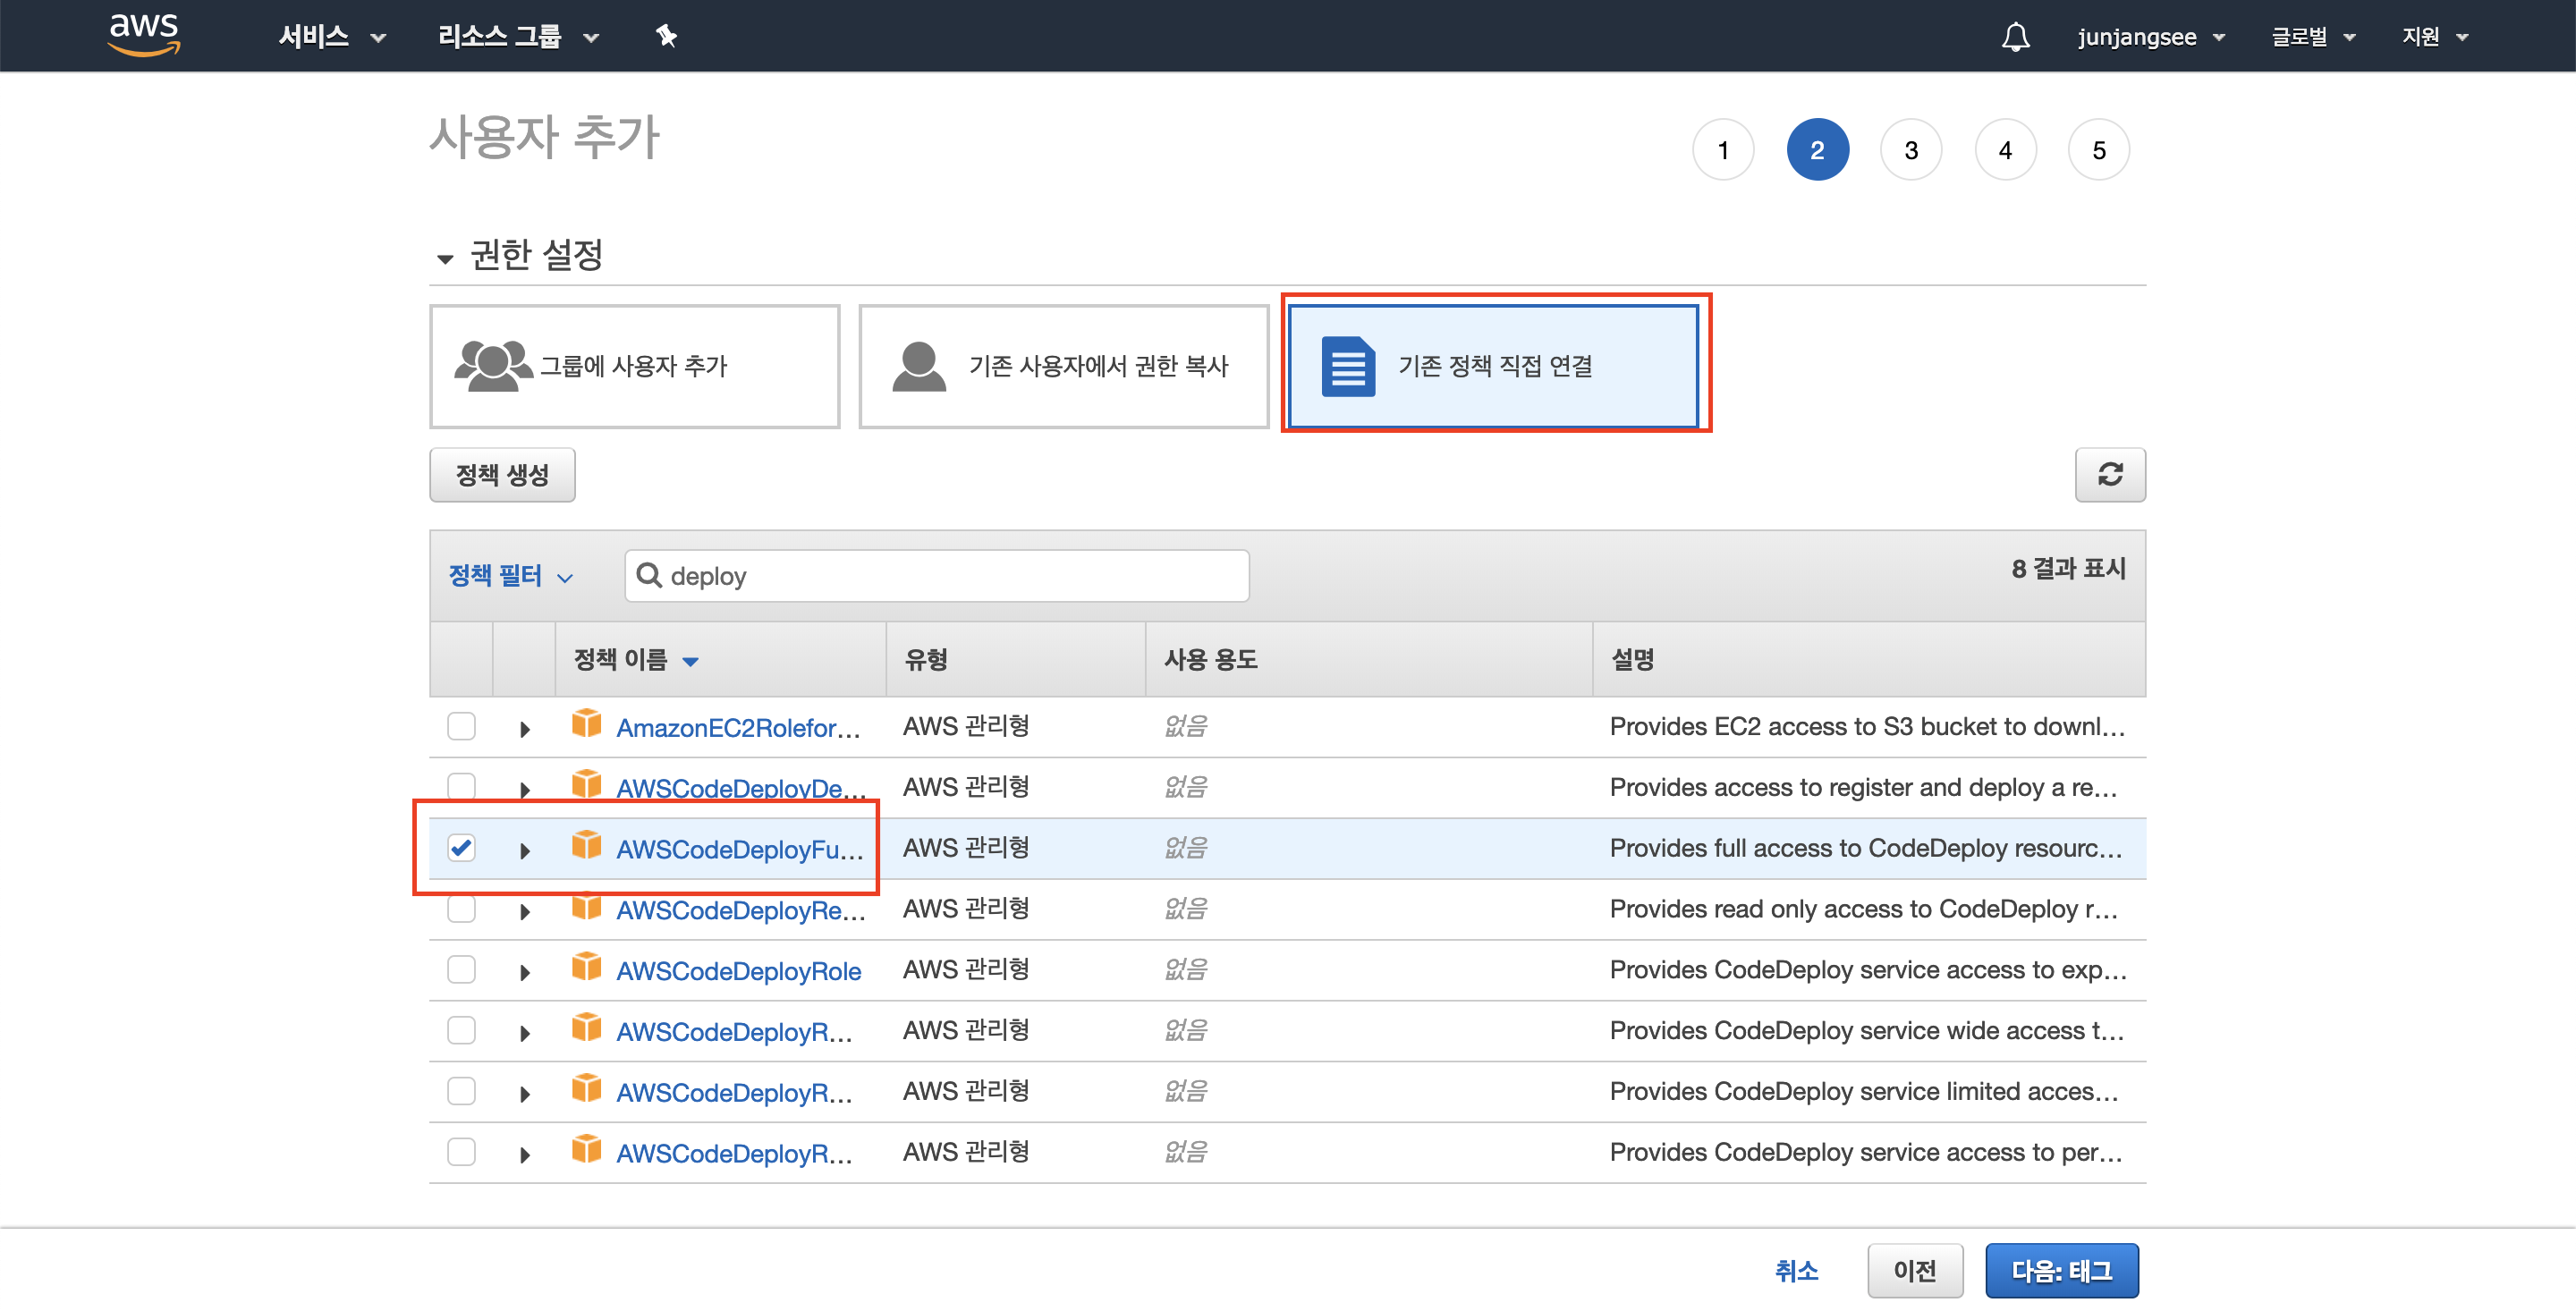 aws 서비스 리소스 그룹 junjangsee 글로벌 지원
사용자 추가 1 2 3 4 5
권한 설정
그룹에 사용자 추가 기존 사용자에서 권한 복사 기존 정책 직접 연결
정책 생성
정책 필터 deploy 8 결과 표시
정책 이름 유형 사용 용도 설명
AmazonEC2Rolefor... AWS 관리형 없음 Provides EC2 access to S3 bucket to downl...
AWSCodeDeployDe... AWS 관리형 없음 Provides access to register and deploy a re...
AWSCodeDeployFu... AWS 관리형 없음 Provides full access to CodeDeploy resourc...
AWSCodeDeployRe... AWS 관리형 없음 Provides read only access to CodeDeploy r...
AWSCodeDeployRole AWS 관리형 없음 Provides CodeDeploy service access to exp...
AWSCodeDeployR... AWS 관리형 없음 Provides CodeDeploy service wide access t...
AWSCodeDeployR... AWS 관리형 없음 Provides CodeDeploy service limited acces...
AWSCodeDeployR... AWS 관리형 없음 Provides CodeDeploy service access to per...
취소 이전 다음: 태그